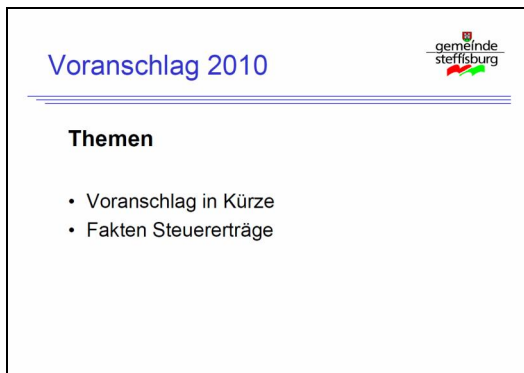 Voranschlag 2010
gemeinde
steffisburg
Themen
• Voranschlag in Kürze
• Fakten Steuererträge